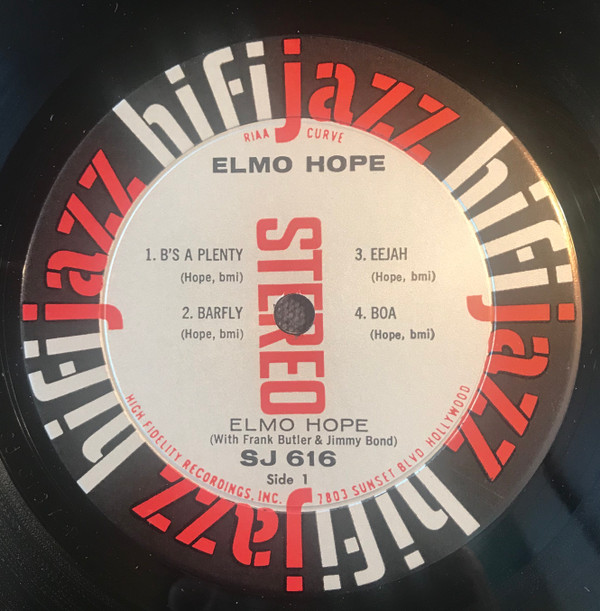 hifijazz hifijazz hifijazz hifijazz
RIAA CURVE
ELMO HOPE
STEREO
1. B'S A PLENTY
(Hope, bmi)
2. BARFLY
(Hope, bmi)
3. EEJAH
(Hope, bmi)
4. BOA
(Hope, bmi)
ELMO HOPE
(With Frank Butler & Jimmy Bond)
SJ 616
Side 1
HIGH FIDELITY RECORDINGS, INC. 7803 SUNSET BLVD HOLLYWOOD